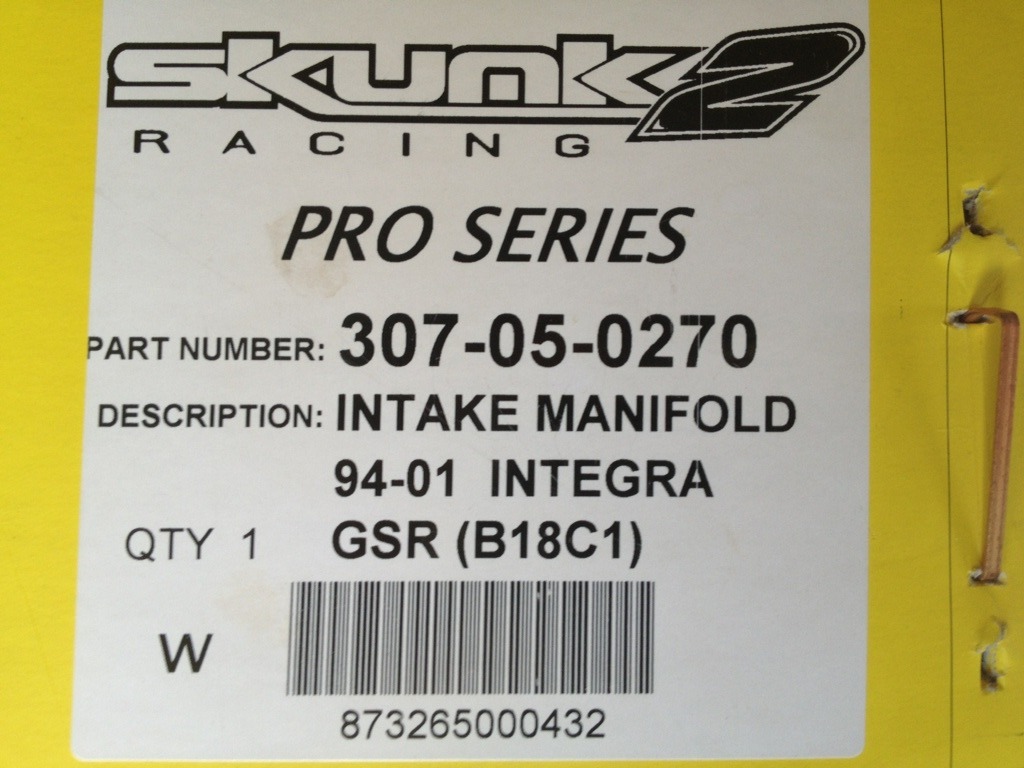 SKUNK2
RACING
PRO SERIES
PART NUMBER: 307-05-0270
DESCRIPTION: INTAKE MANIFOLD
94-01 INTEGRA
QTY 1 GSR (B18C1)
W
873265000432